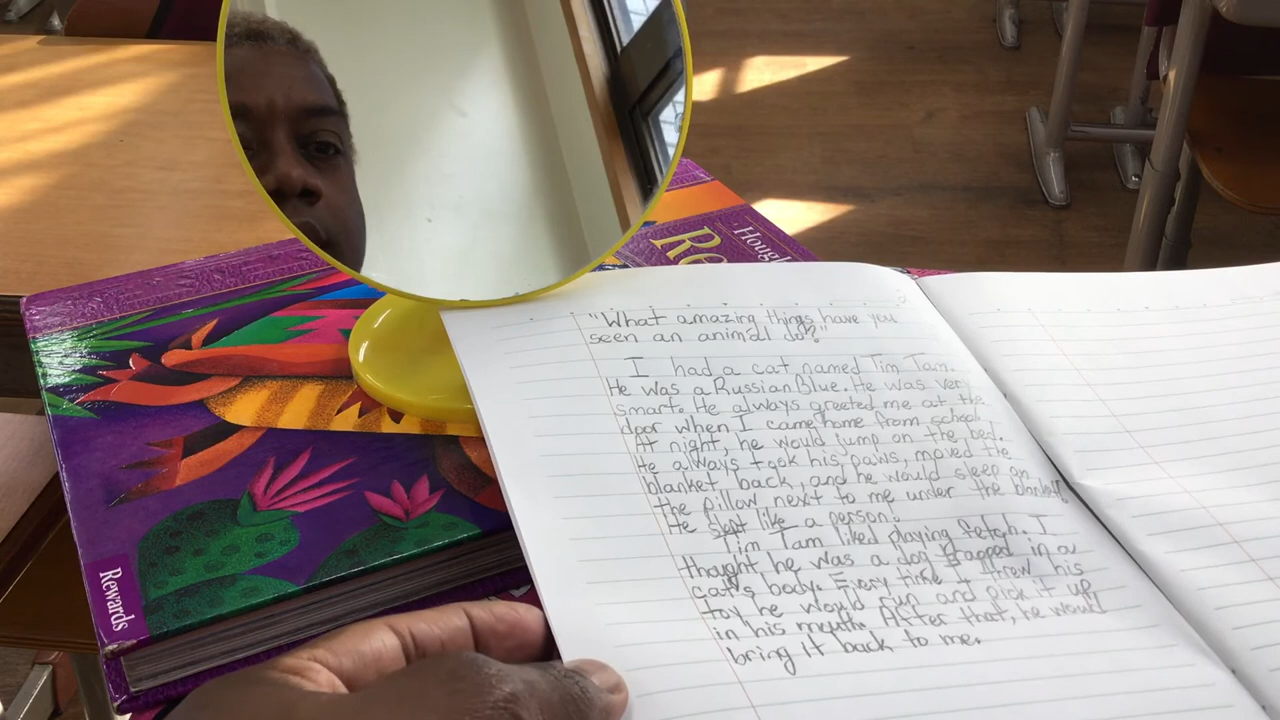 Re
Hough
Rewards
"What amazing things have you
seen an animal do?"
I had a cat named Tim Tam.
He was a Russian Blue. He was very
smart. He always greeted me at the
door when I came home from school.
At night, he would jump on the bed.
He always took his paws, moved the
blanket back, and he would sleep on
the pillow next to me under the blanket!
He slept like a person.
Tim Tam liked playing fetch. I
thought he was a dog trapped in a
cat's body. Every time I threw his
toy he would run and pick it up
in his mouth. After that, he would
bring it back to me.